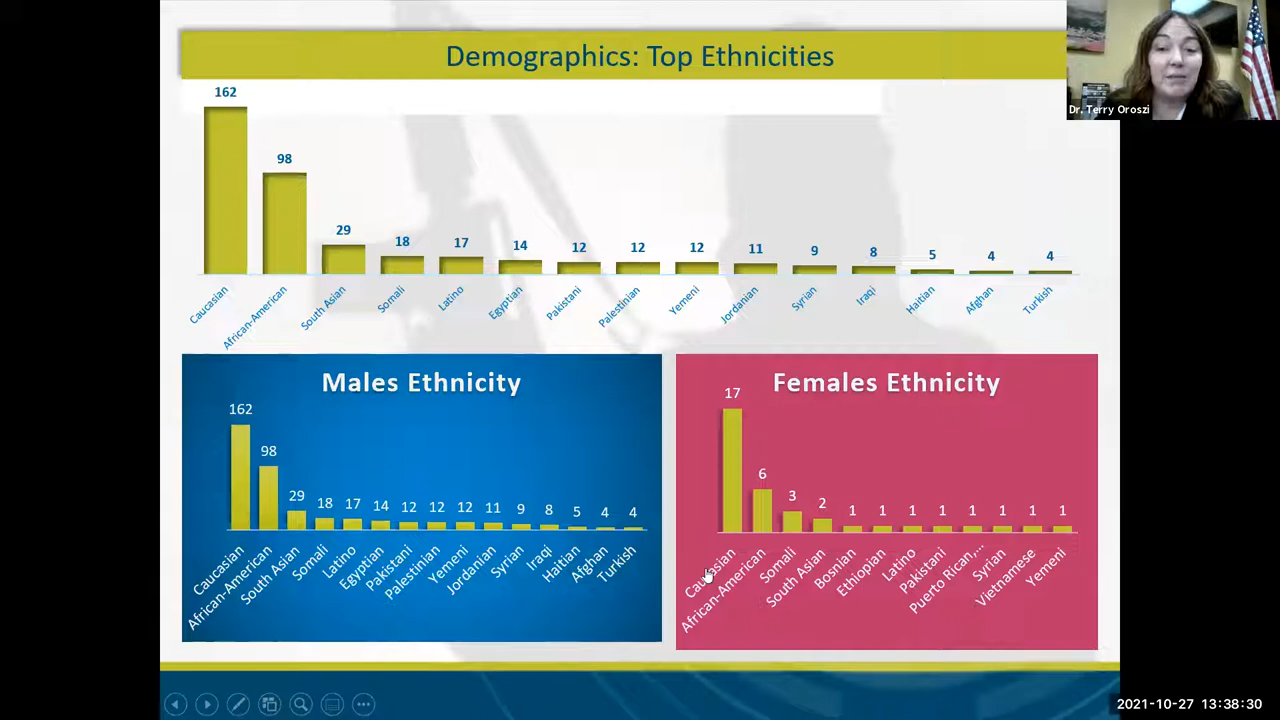 Demographics: Top Ethnicities
Dr. Terry Oroszi
162
98
29
18
17
14
12
12
12
11
9
8
5
4
4
Caucasian
African-American
South Asian
Somali
Latino
Egyptian
Pakistani
Palestinian
Yemeni
Jordanian
Syrian
Iraqi
Haitian
Afghan
Turkish
Males Ethnicity
162
98
29
18
17
14
12
12
12
11
9
8
5
4
4
Caucasian
African-American
South Asian
Somali
Latino
Egyptian
Pakistani
Palestinian
Yemeni
Jordanian
Syrian
Iraqi
Haitian
Afghan
Turkish
Females Ethnicity
17
6
3
2
1
1
1
1
1
1
1
1
Caucasian
African-American
Somali
South Asian
Bosnian
Ethiopian
Latino
Pakistani
Puerto Rican,...
Syrian
Vietnamese
Yemeni
2021-10-27 13:38:30